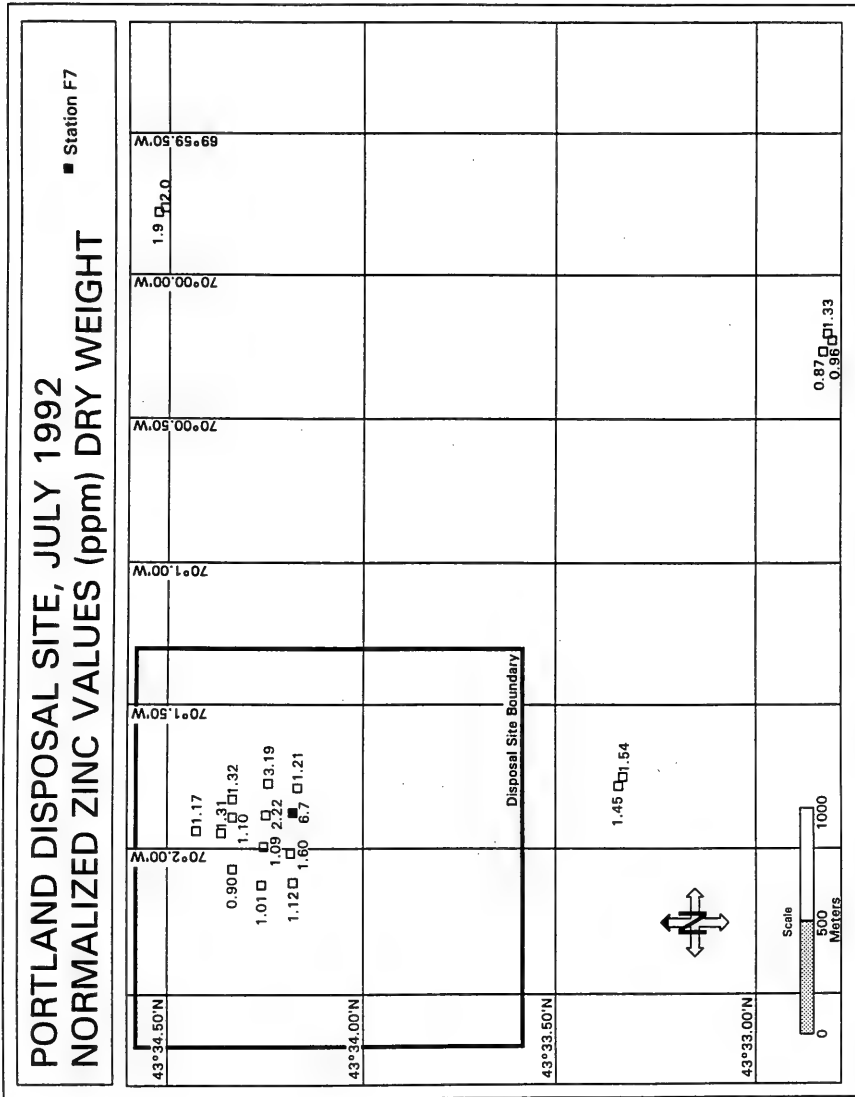 PORTLAND DISPOSAL SITE, JULY 1992
NORMALIZED ZINC VALUES (ppm) DRY WEIGHT
■ Station F7
70°2.00'W
70°1.50'W
70°1.00'W
70°00.50'W
70°00.00'W
69°59.50'W
43°34.50'N
43°34.00'N
43°33.50'N
43°33.00'N
1.9
2.0
1.17
1.31
1.32
0.90
1.10
3.19
1.01
1.09
2.22
1.21
1.12
1.60
6.7
Disposal Site Boundary
1.45
1.54
0.87
1.33
0.96
N
Scale
0
500
1000
Meters